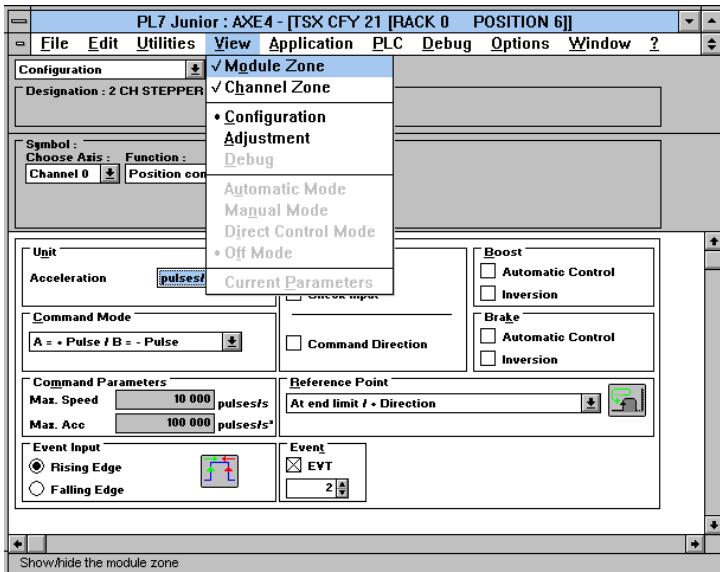 PL7 Junior : AXE4 - [TSX CFY 21 [RACK 0 POSITION 6]]
File Edit Utilities View Application PLC Debug Options Window ?
Configuration
Designation : 2 CH STEPPER
Symbol :
Choose Axis : Function :
Channel 0 Position con
✓ Module Zone
✓ Channel Zone
• Configuration
Adjustment
Debug
Automatic Mode
Manual Mode
Direct Control Mode
• Off Mode
Current Parameters
Unit
Acceleration pulses/
Command Mode
A = + Pulse / B = - Pulse
Command Direction
Boost
Automatic Control
Inversion
Brake
Automatic Control
Inversion
Command Parameters
Max. Speed 10 000 pulses/s
Max. Acc 100 000 pulses/s²
Reference Point
At end limit / + Direction
Event Input
Rising Edge
Falling Edge
Event
EVT
2
Show/hide the module zone